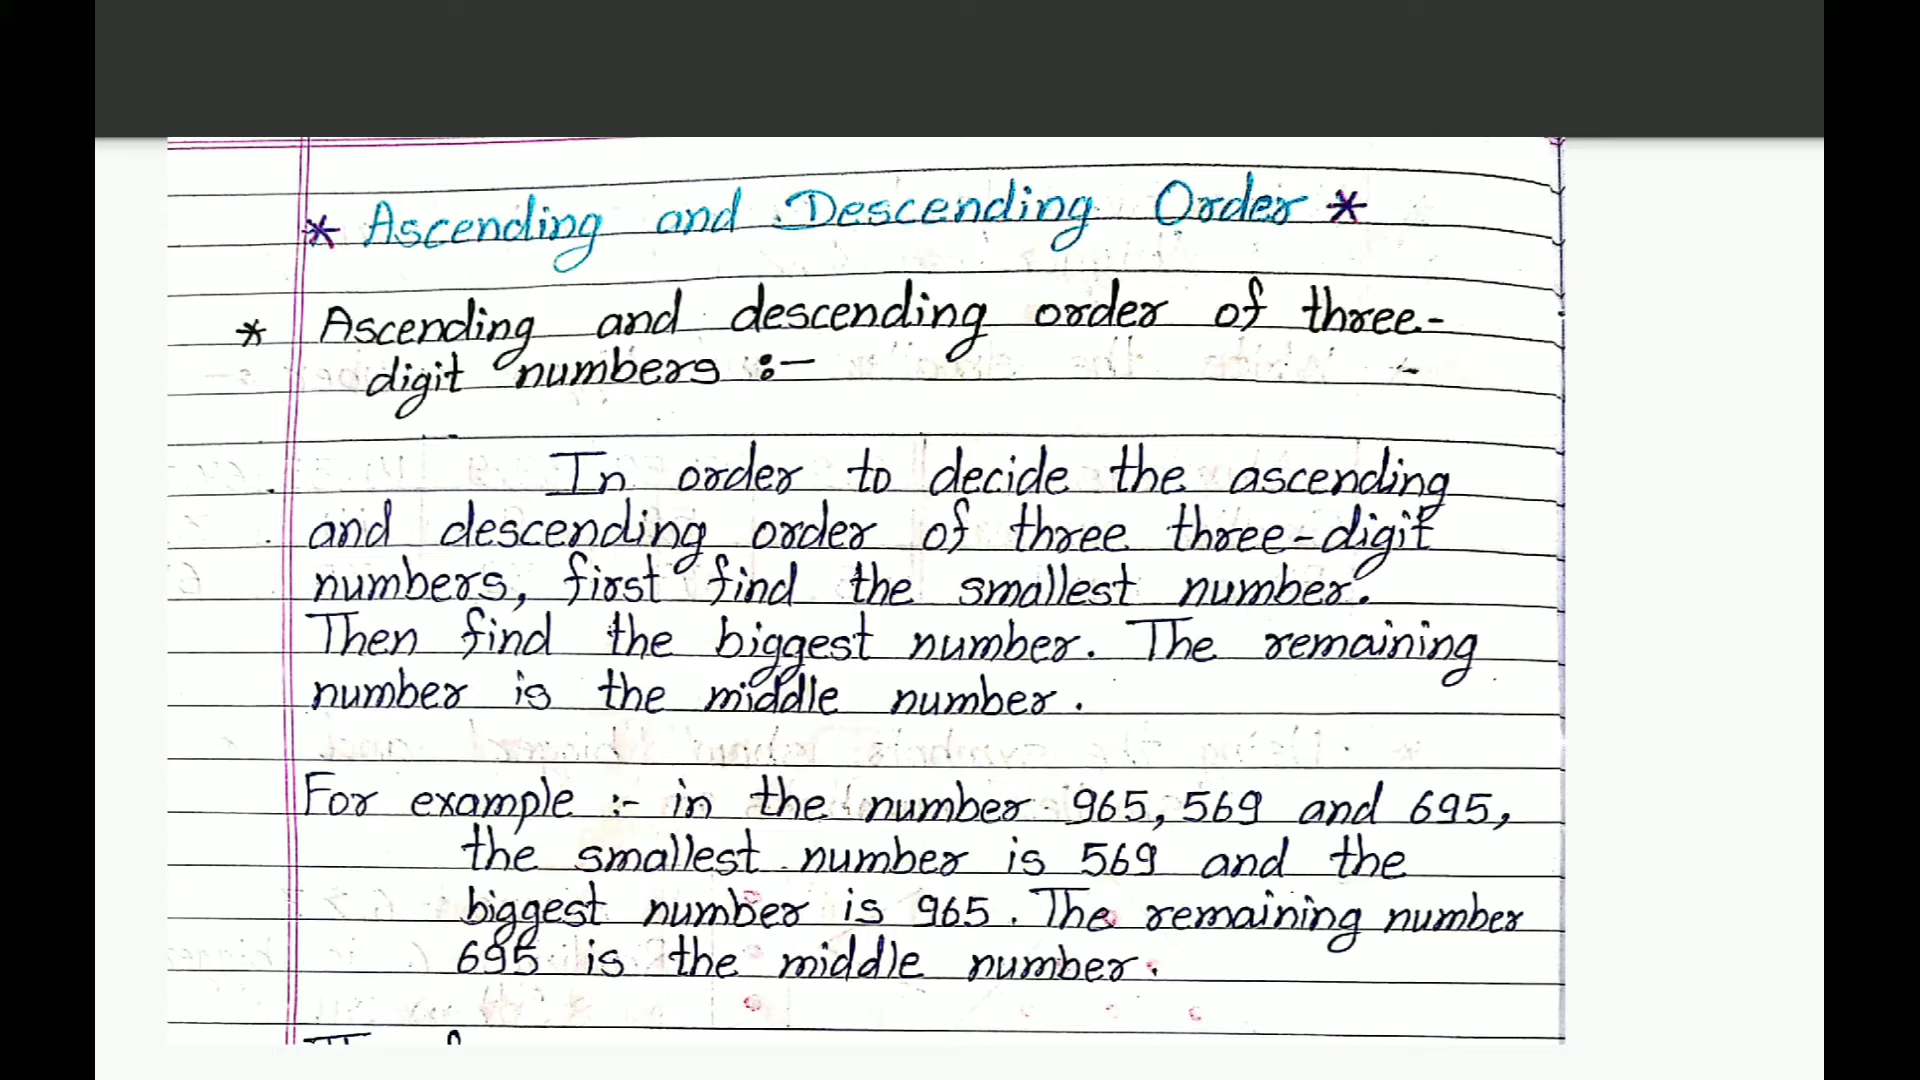 * Ascending and Descending Order *
* Ascending and descending order of three-
digit numbers :-
In order to decide the ascending
and descending order of three three-digit
numbers, first find the smallest number.
Then find the biggest number. The remaining
number is the middle number.
For example :- in the number 965, 569 and 695,
the smallest number is 569 and the
biggest number is 965. The remaining number
695 is the middle number.